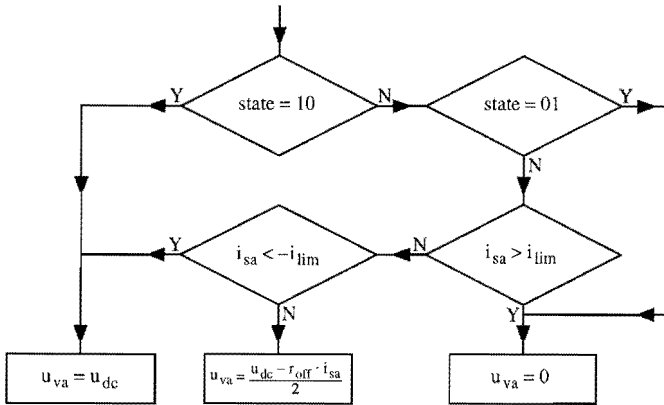 Y
state = 10
N
state = 01
Y
N
Y
i_sa < -i_lim
N
i_sa > i_lim
N
Y
u_va = u_dc
u_va = (u_dc - r_off · i_sa) / 2
u_va = 0